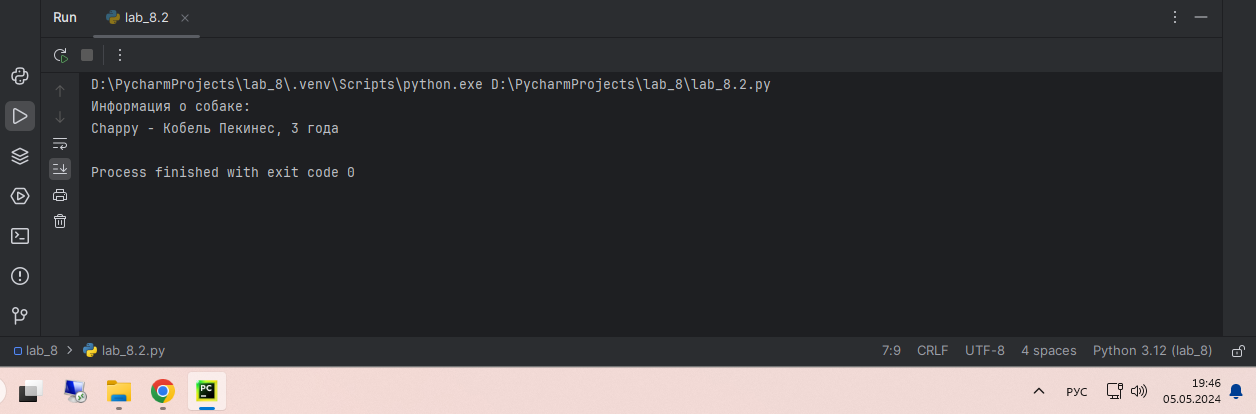 Run lab_8.2
D:\PycharmProjects\lab_8\.venv\Scripts\python.exe D:\PycharmProjects\lab_8\lab_8.2.py
Информация о собаке:
Chappy - Кобель Пекинес, 3 года
Process finished with exit code 0
lab_8 > lab_8.2.py 7:9 CRLF UTF-8 4 spaces Python 3.12 (lab_8)
PC
РУС
19:46
05.05.2024